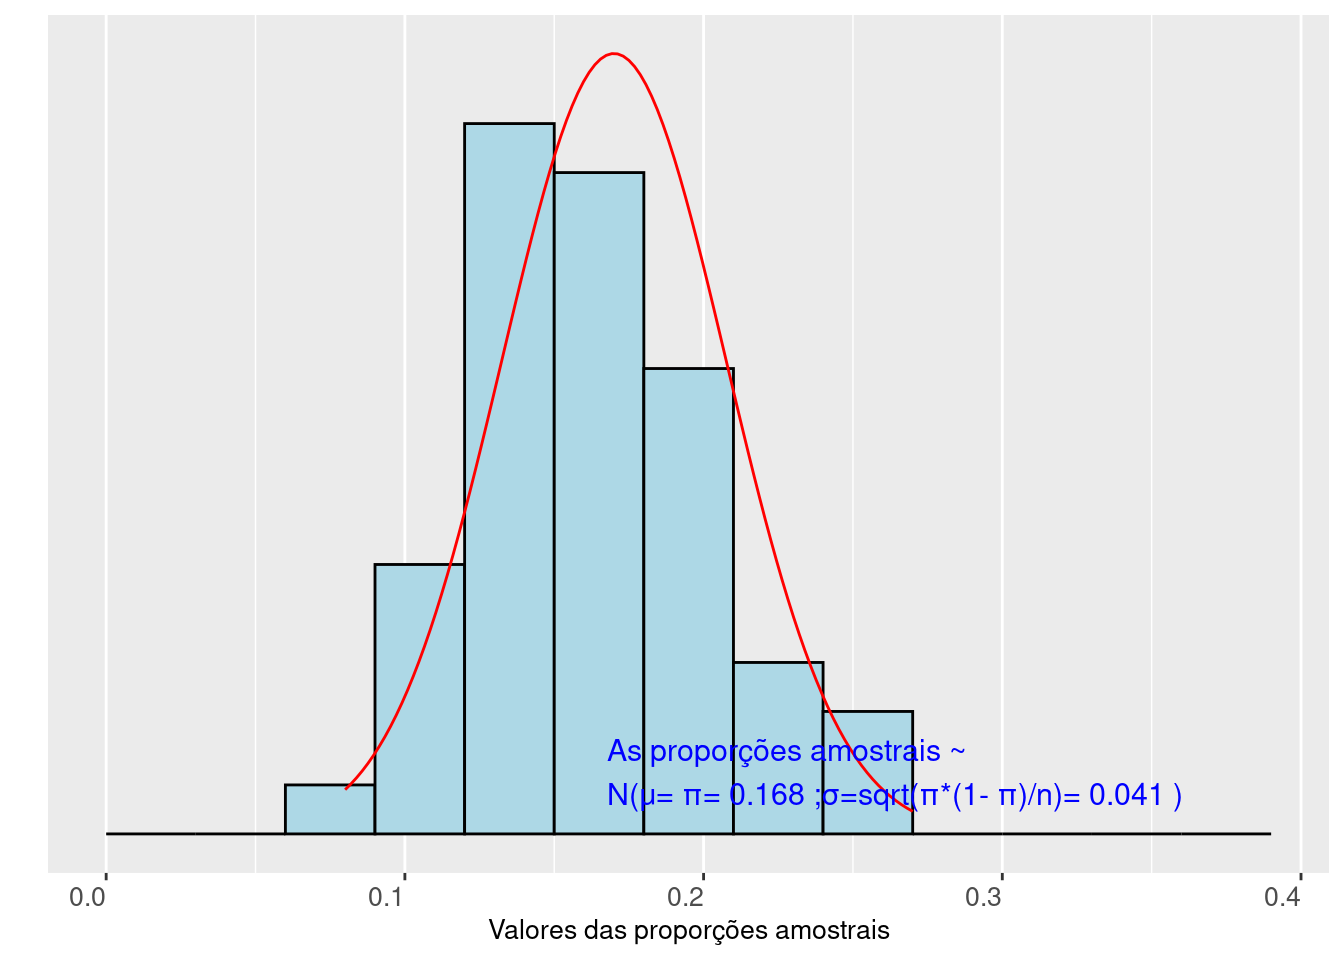 As proporções amostrais ~
N(μ= π= 0.168 ;σ=sqrt(π*(1- π)/n)= 0.041 )
0.0 0.1 0.2 0.3 0.4
Valores das proporções amostrais